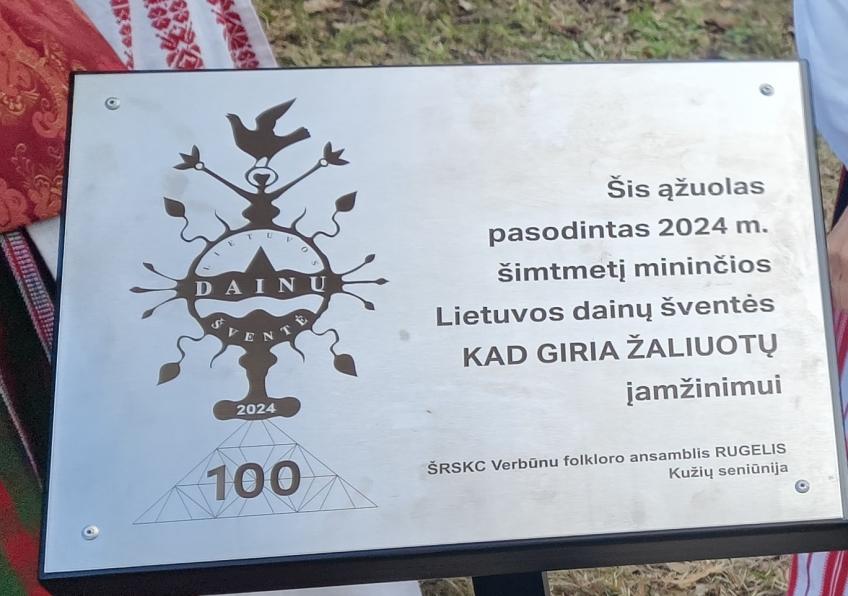 LIETUVOS
DAINŲ
ŠVENTĖ
2024
100
Šis ąžuolas
pasodintas 2024 m.
šimtmetį mininčios
Lietuvos dainų šventės
KAD GIRIA ŽALIUOTŲ
įamžinimui
ŠRSKC Verbūnu folkloro ansamblis RUGELIS
Kužių seniūnija